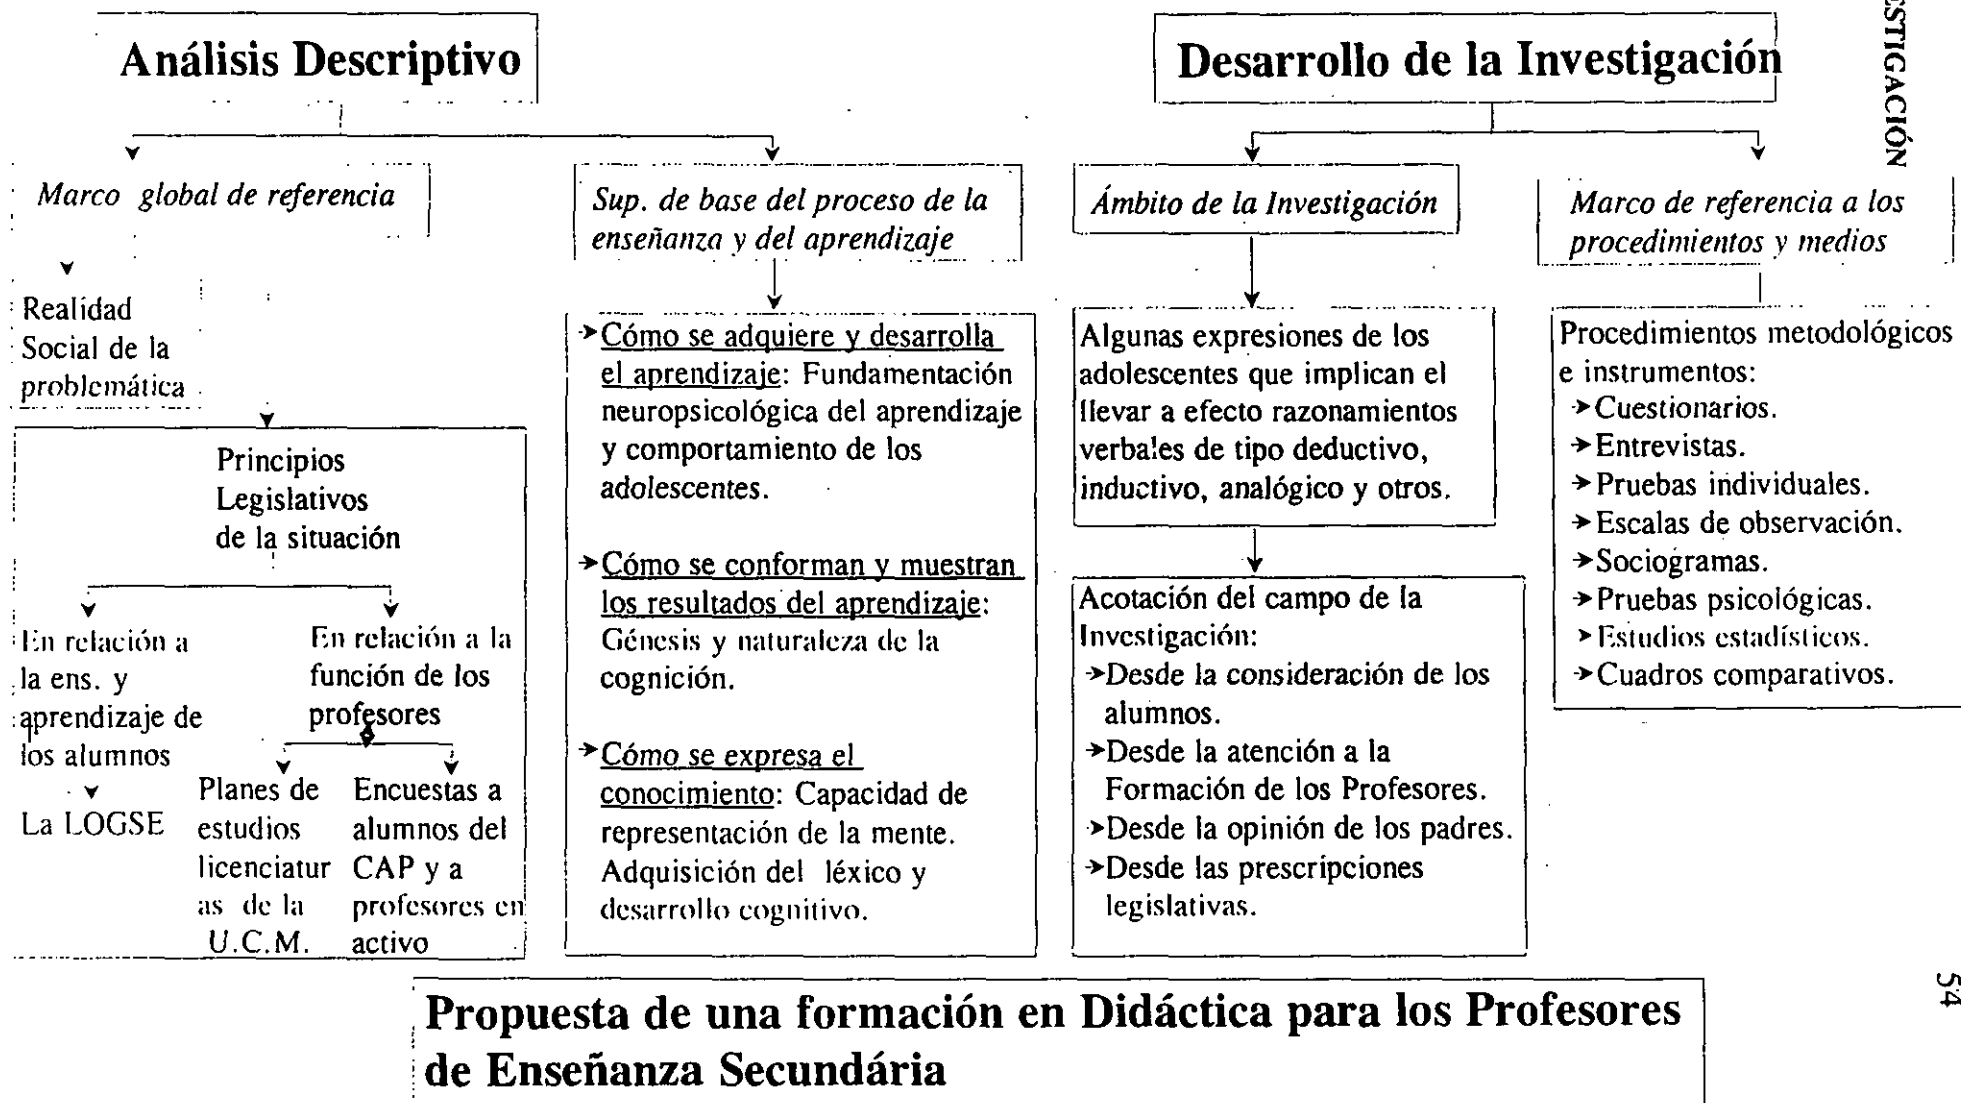 Análisis Descriptivo
Marco global de referencia
Realidad
Social de la
problemática
Principios
Legislativos
de la situación
En relación a
la ens. y
aprendizaje de
los alumnos
La LOGSE
En relación a la
función de los
profesores
Planes de
estudios
licenciatur
as de la
U.C.M.
Encuestas a
alumnos del
CAP y a
profesores en
activo
Sup. de base del proceso de la
enseñanza y del aprendizaje
Cómo se adquiere y desarrolla
el aprendizaje: Fundamentación
neuropsicológica del aprendizaje
y comportamiento de los
adolescentes.
Cómo se conforman y muestran
los resultados del aprendizaje:
Génesis y naturaleza de la
cognición.
Cómo se expresa el
conocimiento: Capacidad de
representación de la mente.
Adquisición del léxico y
desarrollo cognitivo.
Desarrollo de la Investigación
Ámbito de la Investigación
Algunas expresiones de los
adolescentes que implican el
llevar a efecto razonamientos
verbales de tipo deductivo,
inductivo, analógico y otros.
Acotación del campo de la
Investigación:
Desde la consideración de los
alumnos.
Desde la atención a la
Formación de los Profesores.
Desde la opinión de los padres.
Desde las prescripciones
legislativas.
Marco de referencia a los
procedimientos y medios
Procedimientos metodológicos
e instrumentos:
Cuestionarios.
Entrevistas.
Pruebas individuales.
Escalas de observación.
Sociogramas.
Pruebas psicológicas.
Estudios estadísticos.
Cuadros comparativos.
Propuesta de una formación en Didáctica para los Profesores
de Enseñanza Secundária
ESTIGACIÓN
54